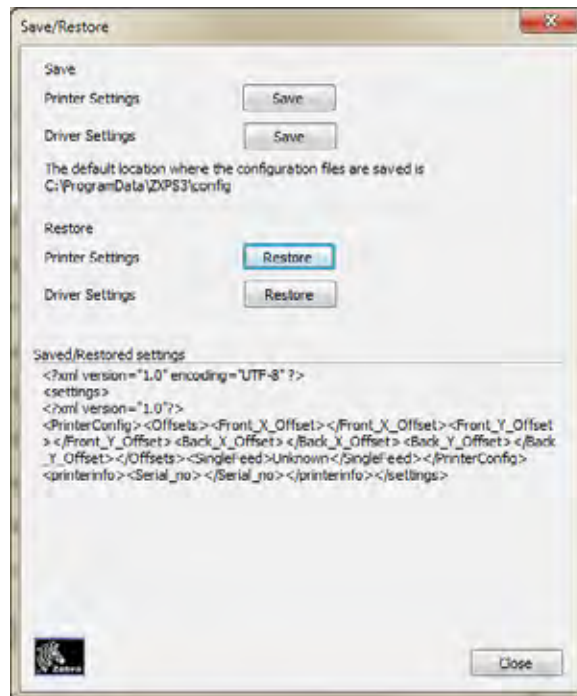 Save/Restore
Save
Printer Settings
Save
Driver Settings
Save
The default location where the configuration files are saved is
C:\ProgramData\ZXPS3\config
Restore
Printer Settings
Restore
Driver Settings
Restore
Saved/Restored settings
<?xml version="1.0" encoding="UTF-8" ?>
<settings>
<?xml version="1.0"?>
<PrinterConfig><Offsets><Front_X_Offset></Front_X_Offset><Front_Y_Offset
></Front_Y_Offset><Back_X_Offset></Back_X_Offset><Back_Y_Offset></Back
_Y_Offset></Offsets><SingleFeed>Unknown</SingleFeed></PrinterConfig>
<printerinfo><Serial_no></Serial_no></printerinfo></settings>
Zebra
Close